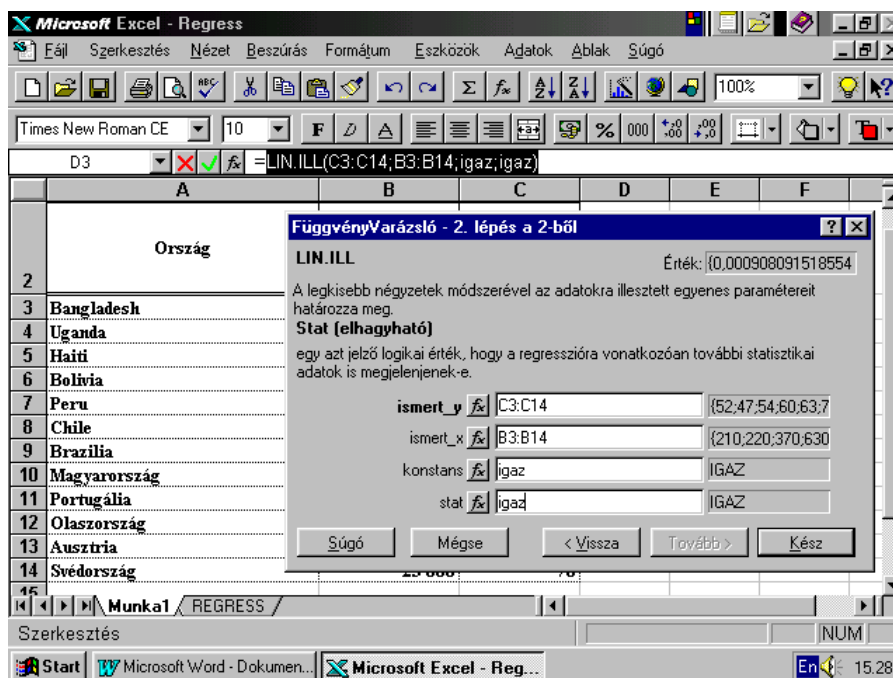 Microsoft Excel - Regress
Fájl Szerkesztés Nézet Beszúrás Formátum Eszközök Adatok Ablak Súgó
100%
Times New Roman CE 10 F D A % 000
D3 =LIN.ILL(C3:C14;B3:B14;igaz;igaz)
A B C D E F
2 Ország
3 Bangladesh
4 Uganda
5 Haiti
6 Bolivia
7 Peru
8 Chile
9 Brazilia
10 Magyarország
11 Portugália
12 Olaszország
13 Ausztria
14 Svédország
15
FüggvényVarázsló - 2. lépés a 2-ből
LIN.ILL Érték: {0,000908091518554
A legkisebb négyzetek módszerével az adatokra illesztett egyenes paramétereit
határozza meg.
Stat (elhagyható)
egy azt jelző logikai érték, hogy a regresszióra vonatkozóan további statisztikai
adatok is megjelenjenek-e.
ismert_y C3:C14 {52;47;54;60;63;7
ismert_x B3:B14 {210;220;370;630
konstans igaz IGAZ
stat igaz IGAZ
Súgó Mégse < Vissza Tovább > Kész
Munka1 REGRESS
Szerkesztés NUM
Start Microsoft Word - Dokumen... Microsoft Excel - Reg... En 15.28